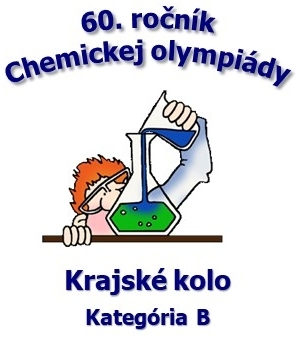 60. ročník
Chemickej olympiády
Krajské kolo
Kategória B